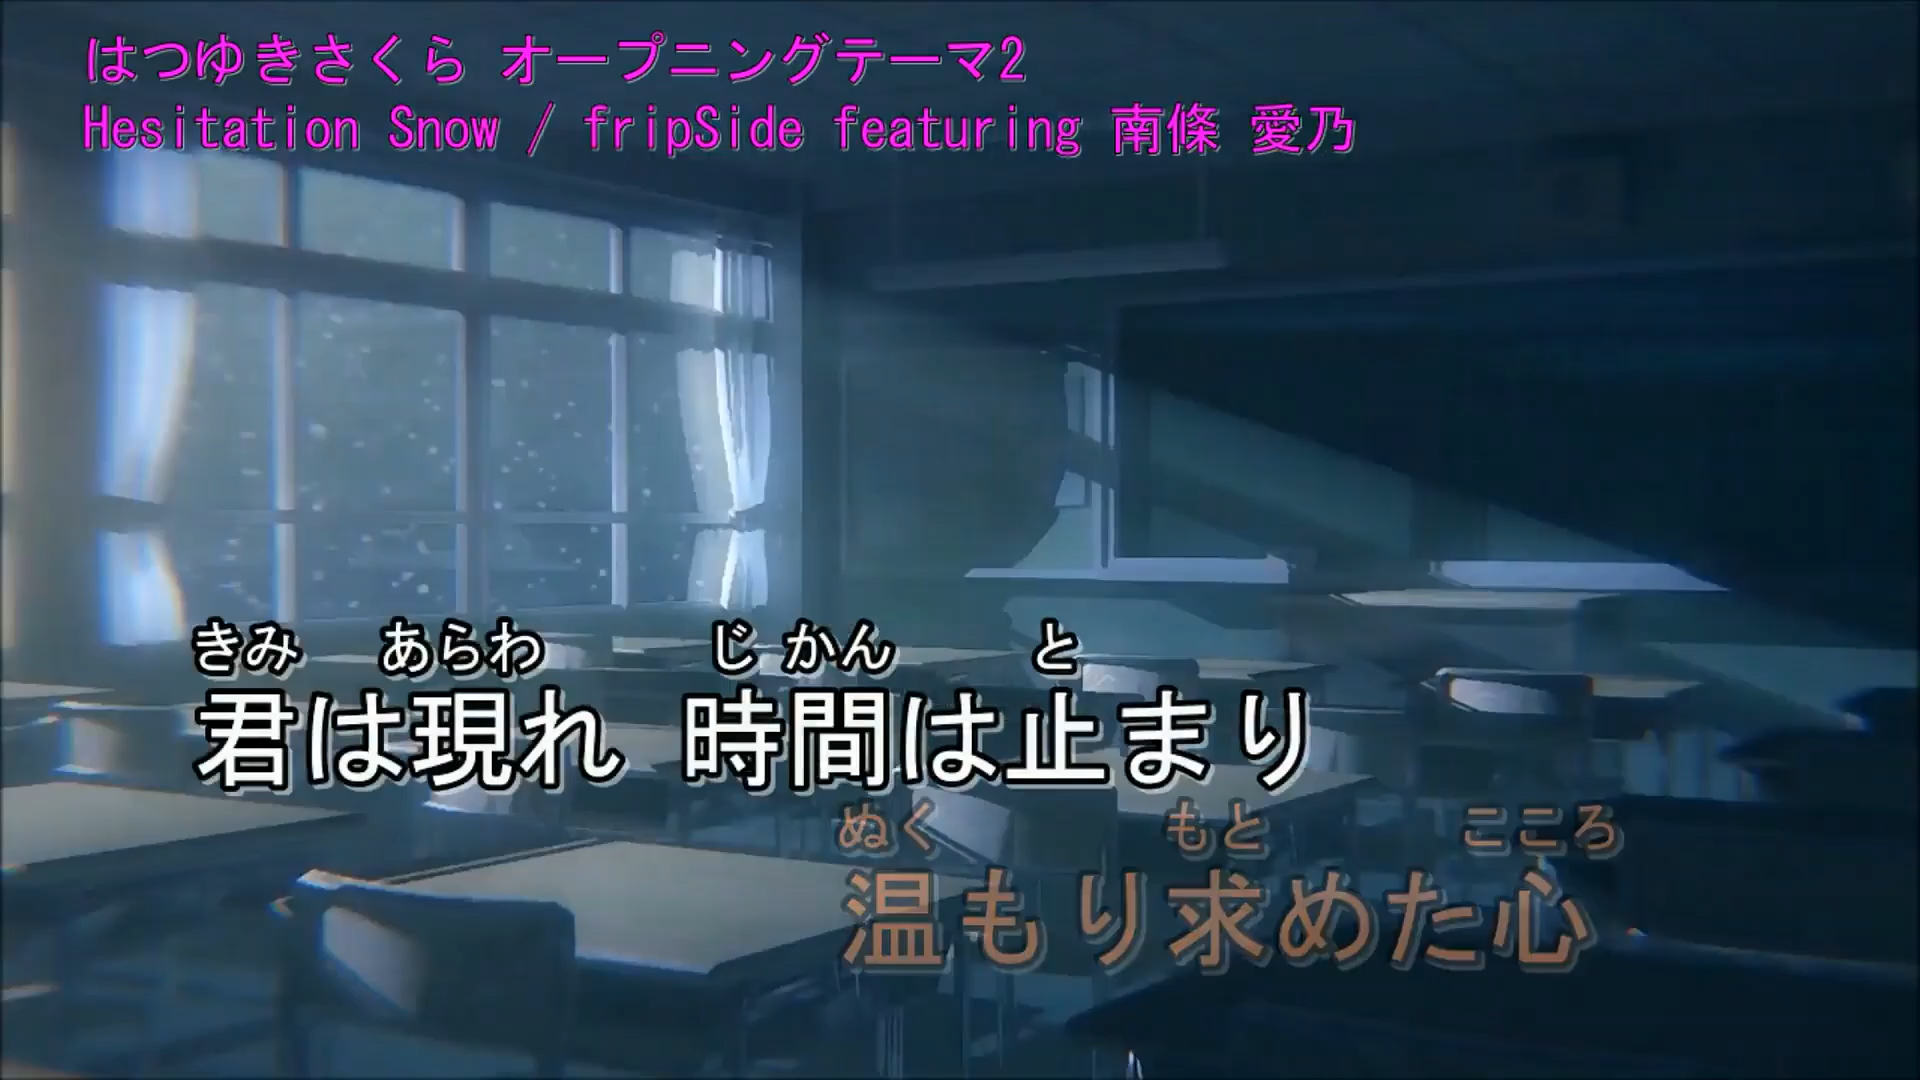 はつゆきさくら オープニングテーマ2
Hesitation Snow / fripSide featuring 南條 愛乃
きみ あらわ じ かん と
君は現れ 時間は止まり
ぬく もと こころ
温もり求めた心